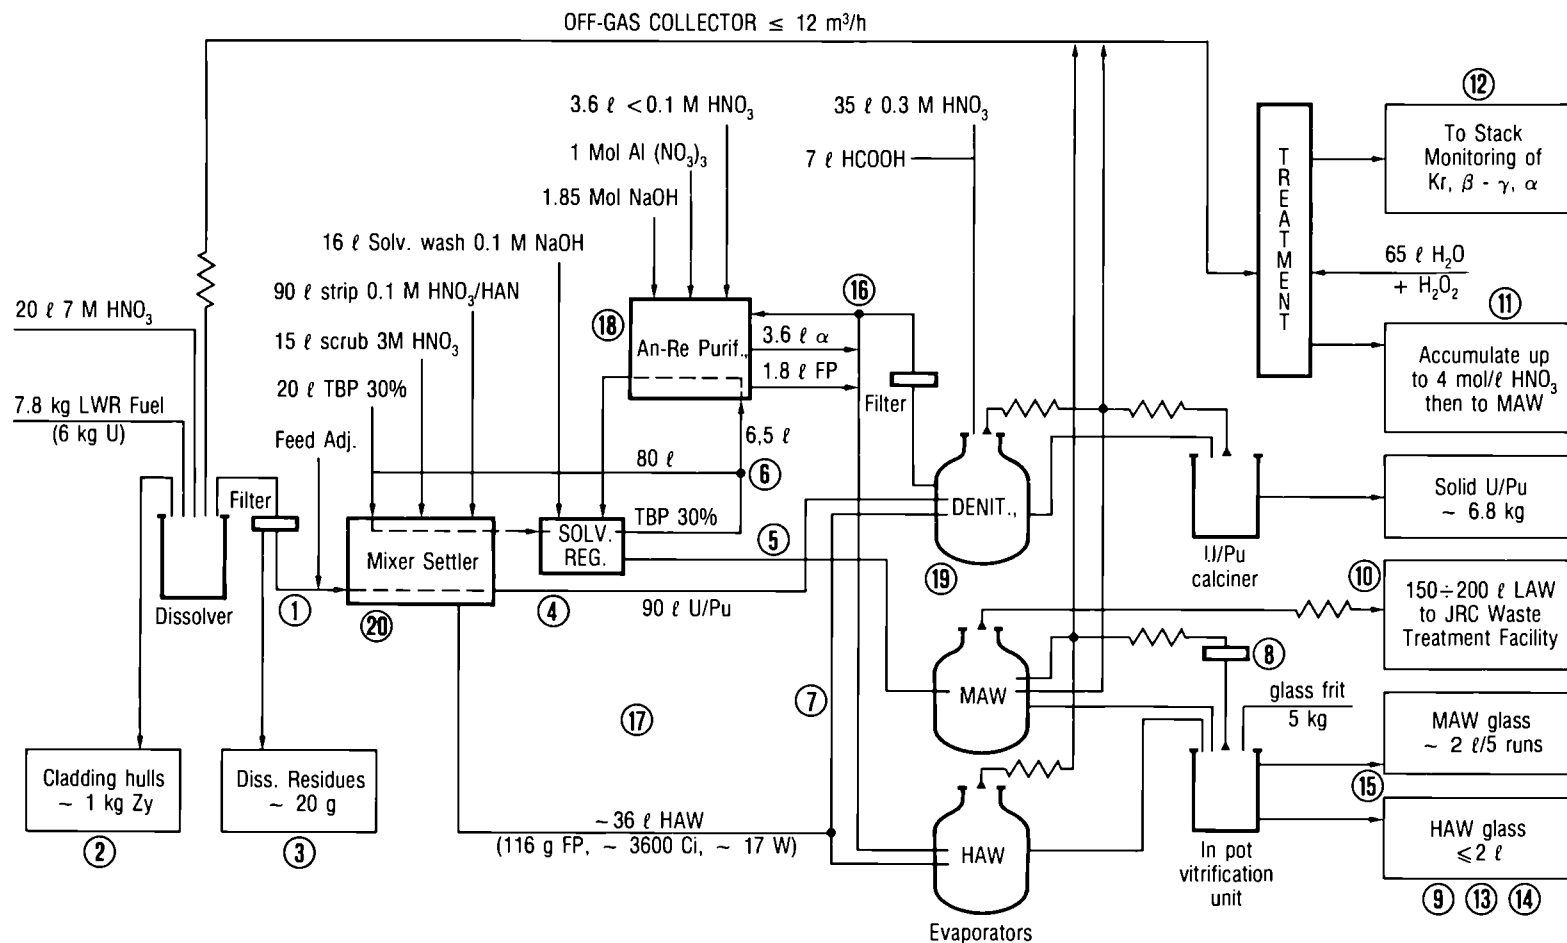 OFF-GAS COLLECTOR ≤ 12 m³/h
3.6 ℓ <0.1 M HNO₃
1 Mol Al (NO₃)₃
1.85 Mol NaOH
16 ℓ Solv. wash 0.1 M NaOH
90 ℓ strip 0.1 M HNO₃/HAN
15 ℓ scrub 3M HNO₃
20 ℓ TBP 30%
Feed Adj.
35 ℓ 0.3 M HNO₃
7 ℓ HCOOH
20 ℓ 7 M HNO₃
7.8 kg LWR Fuel
(6 kg U)
Filter
Dissolver
1
Cladding hulls
~ 1 kg Zy
2
Diss. Residues
~ 20 g
3
Mixer Settler
20
SOLV.
REG.
4
TBP 30%
5
80 ℓ
6,5 ℓ
6
18
An-Re Purif.,
3.6 ℓ α
1.8 ℓ FP
16
Filter
90 ℓ U/Pu
7
17
~36 ℓ HAW
(116 g FP, ~ 3600 Ci, ~ 17 W)
DENIT.,
19
MAW
HAW
Evaporators
U/Pu
calciner
8
glass frit
5 kg
In pot
vitrification
unit
TREATMENT
65 ℓ H₂O
+ H₂O₂
12
To Stack
Monitoring of
Kr, β - γ, α
11
Accumulate up
to 4 mol/ℓ HNO₃
then to MAW
Solid U/Pu
~ 6.8 kg
10
150÷200 ℓ LAW
to JRC Waste
Treatment Facility
MAW glass
~ 2 ℓ/5 runs
15
HAW glass
⩽2 ℓ
9 13 14